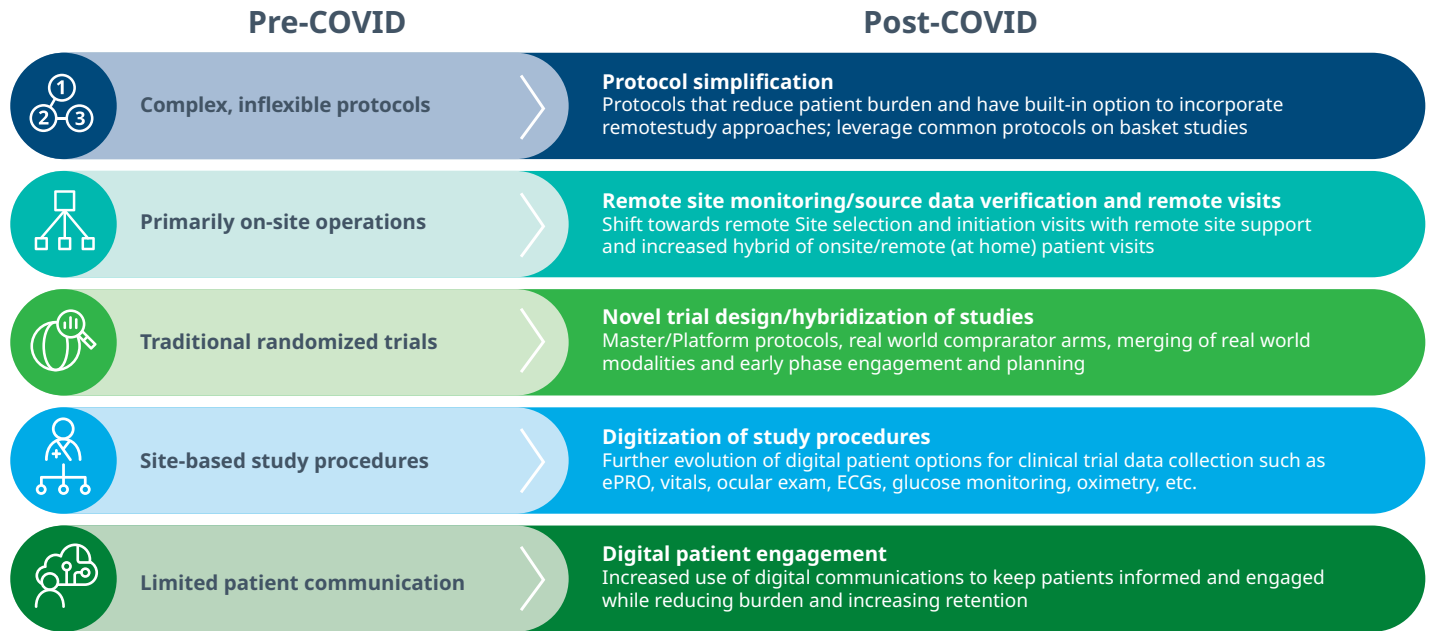 Pre-COVID
Post-COVID
1
2 3
Complex, inflexible protocols
Protocol simplification
Protocols that reduce patient burden and have built-in option to incorporate
remotestudy approaches; leverage common protocols on basket studies
Primarily on-site operations
Remote site monitoring/source data verification and remote visits
Shift towards remote Site selection and initiation visits with remote site support
and increased hybrid of onsite/remote (at home) patient visits
Traditional randomized trials
Novel trial design/hybridization of studies
Master/Platform protocols, real world comprarator arms, merging of real world
modalities and early phase engagement and planning
Site-based study procedures
Digitization of study procedures
Further evolution of digital patient options for clinical trial data collection such as
ePRO, vitals, ocular exam, ECGs, glucose monitoring, oximetry, etc.
Limited patient communication
Digital patient engagement
Increased use of digital communications to keep patients informed and engaged
while reducing burden and increasing retention